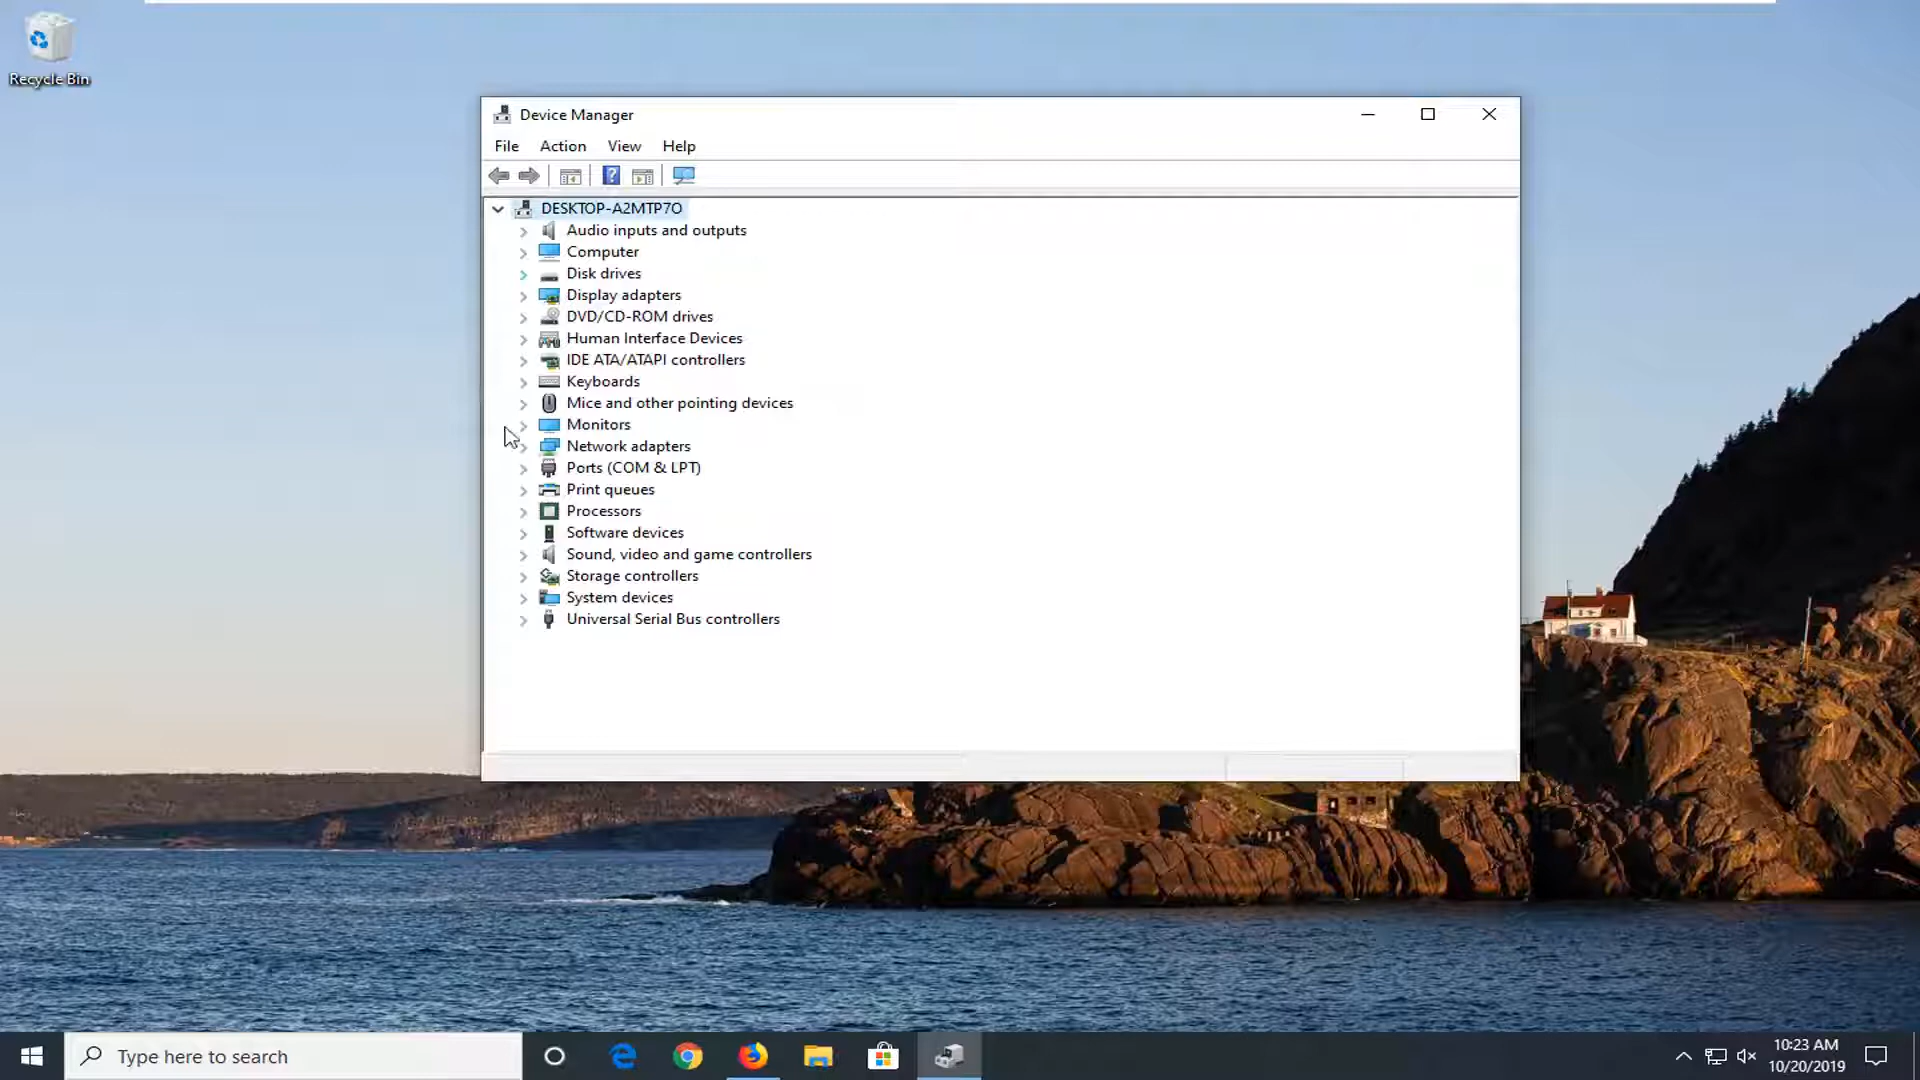 Recycle Bin
Device Manager
File Action View Help
DESKTOP-A2MTP7O
Audio inputs and outputs
Computer
Disk drives
Display adapters
DVD/CD-ROM drives
Human Interface Devices
IDE ATA/ATAPI controllers
Keyboards
Mice and other pointing devices
Monitors
Network adapters
Ports (COM & LPT)
Print queues
Processors
Software devices
Sound, video and game controllers
Storage controllers
System devices
Universal Serial Bus controllers
Type here to search
10:23 AM
10/20/2019